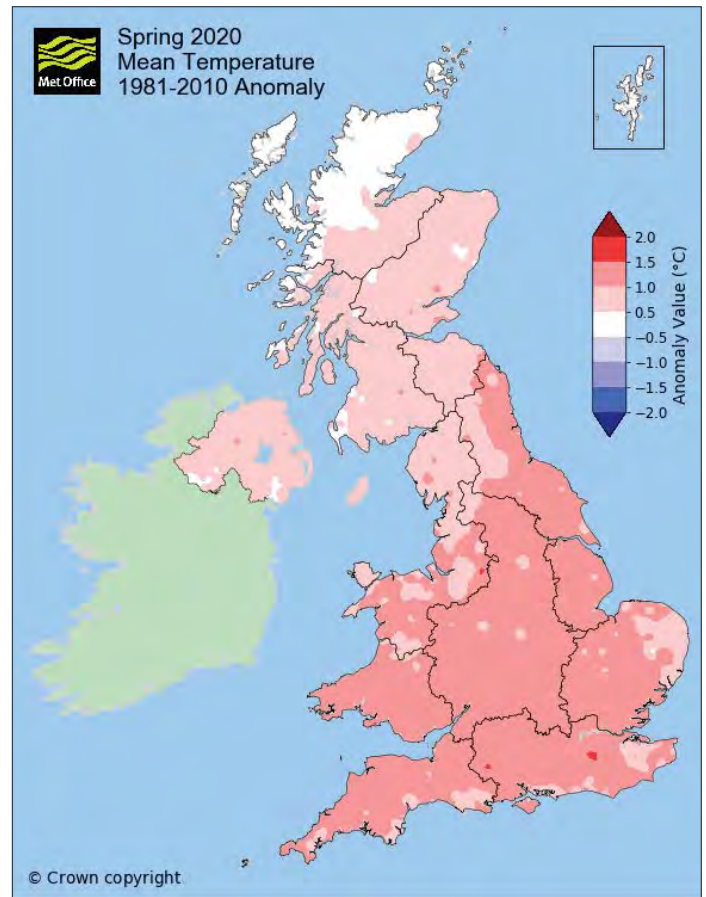 Met Office
Spring 2020
Mean Temperature
1981-2010 Anomaly
2.0
1.5
1.0
0.5
−0.5
−1.0
−1.5
−2.0
Anomaly Value (°C)
© Crown copyright